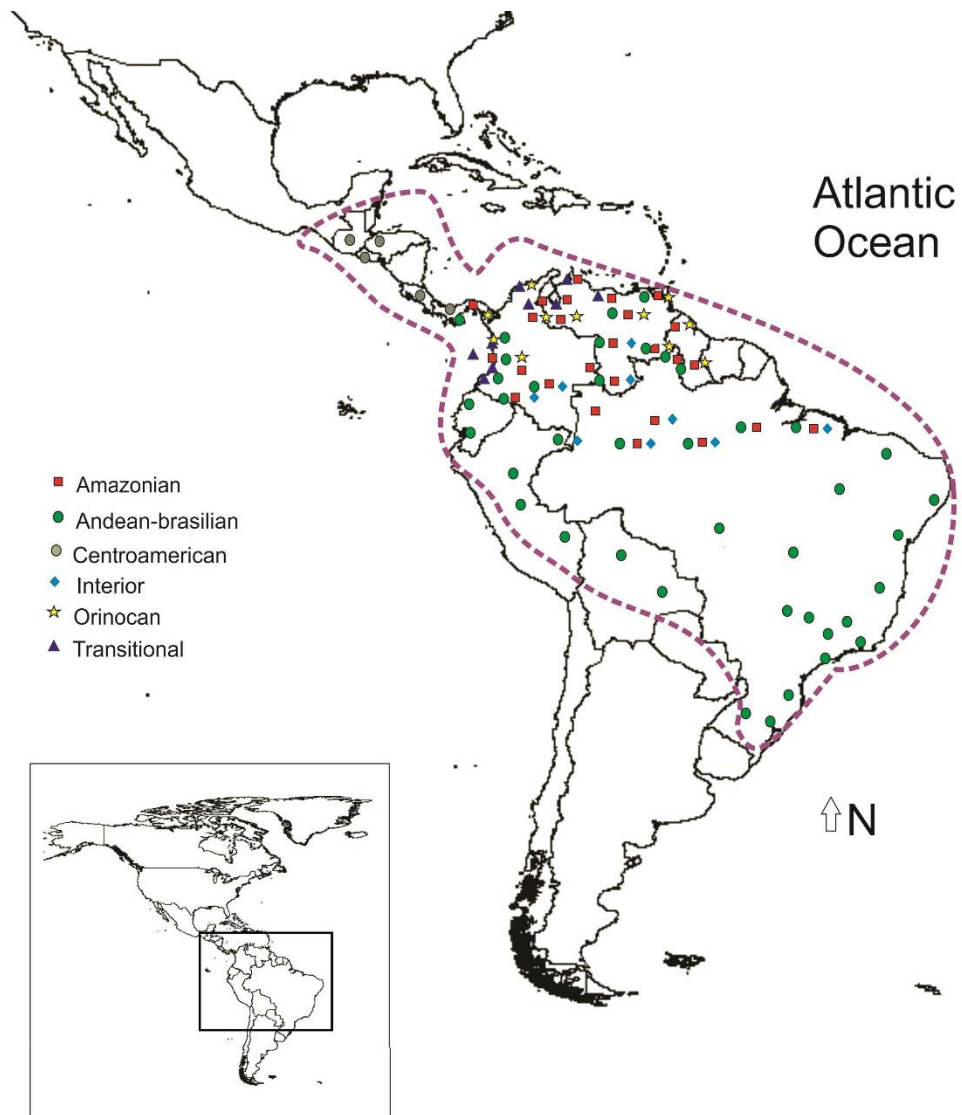 Atlantic
Ocean
Amazonian
Andean-brasilian
Centroamerican
Interior
Orinocan
Transitional
N